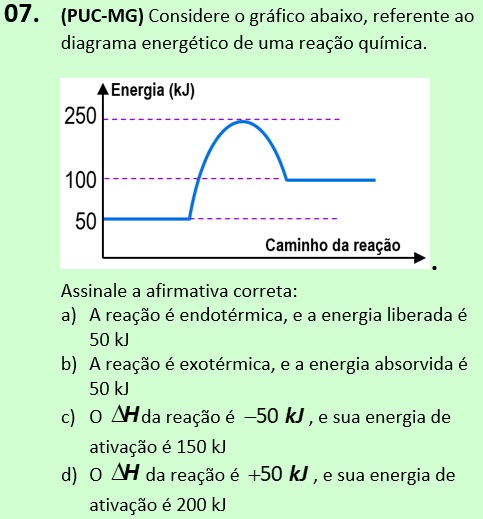 07. (PUC-MG) Considere o gráfico abaixo, referente ao
diagrama energético de uma reação química.
Energia (kJ)
250
100
50
Caminho da reação
.
Assinale a afirmativa correta:
a) A reação é endotérmica, e a energia liberada é
50 kJ
b) A reação é exotérmica, e a energia absorvida é
50 kJ
c) O ΔH da reação é −50 kJ , e sua energia de
ativação é 150 kJ
d) O ΔH da reação é +50 kJ , e sua energia de
ativação é 200 kJ